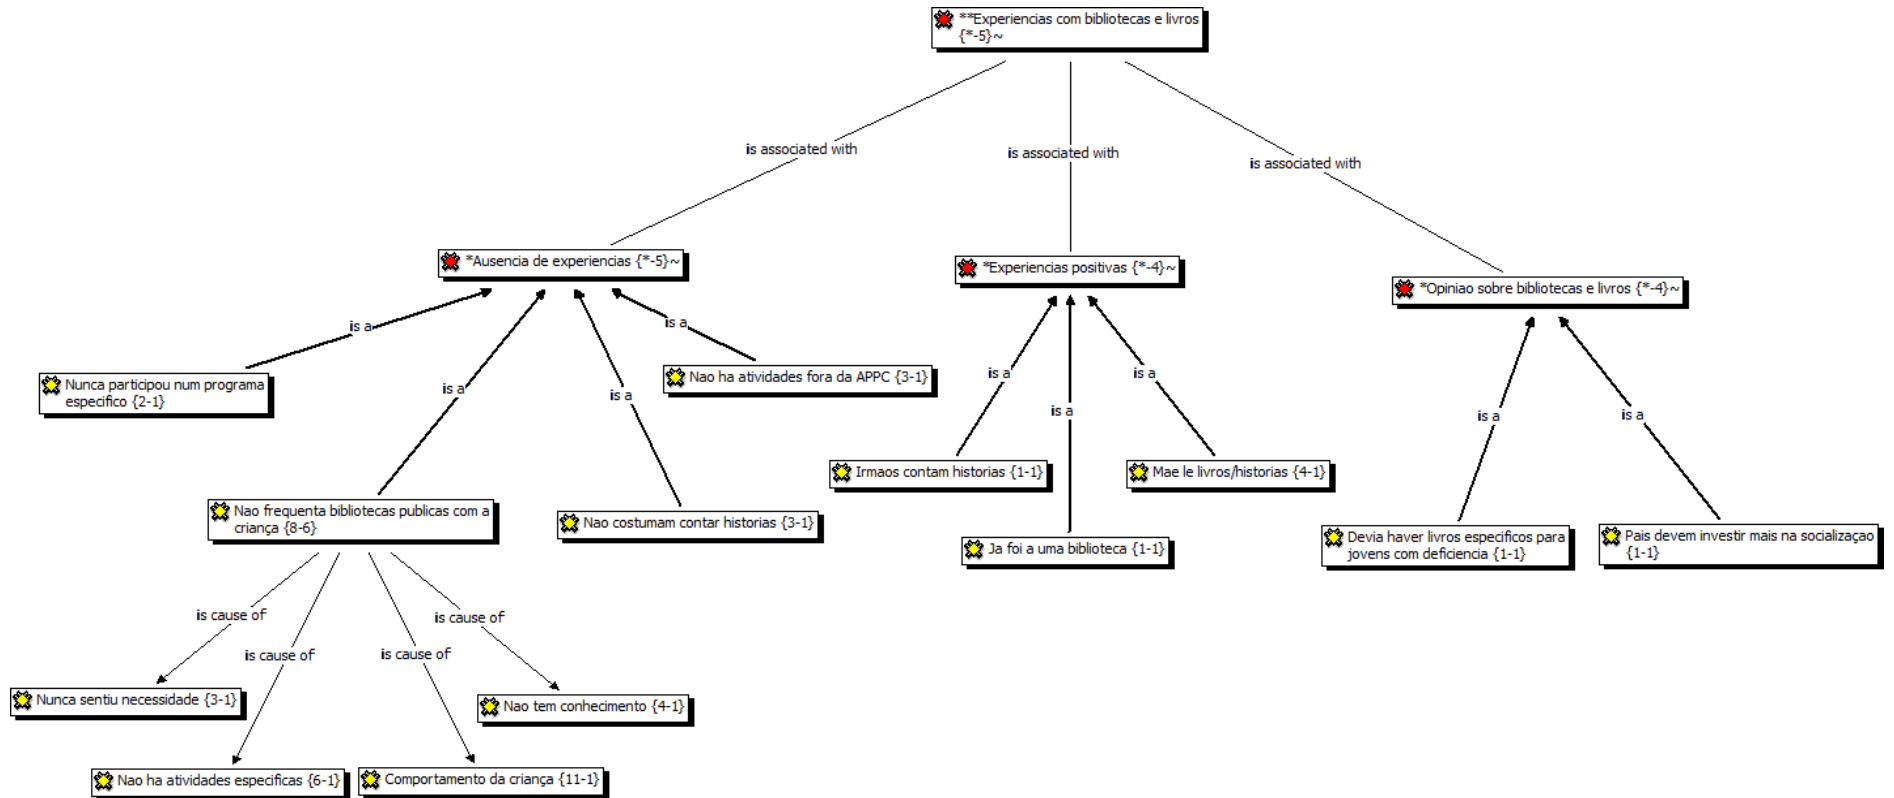 **Experiencias com bibliotecas e livros
{*-5}~
is associated with
is associated with
is associated with
*Ausencia de experiencias {*-5}~
*Experiencias positivas {*-4}~
*Opiniao sobre bibliotecas e livros {*-4}~
is a
is a
is a
is a
is a
is a
is a
is a
is a
Nunca participou num programa
especifico {2-1}
Nao ha atividades fora da APPC {3-1}
Irmaos contam historias {1-1}
Mae le livros/historias {4-1}
Nao frequenta bibliotecas publicas com a
criança {8-6}
Nao costumam contar historias {3-1}
Ja foi a uma biblioteca {1-1}
Devia haver livros especificos para
jovens com deficiencia {1-1}
Pais devem investir mais na socializaçao
{1-1}
is cause of
is cause of
is cause of
is cause of
Nunca sentiu necessidade {3-1}
Nao tem conhecimento {4-1}
Nao ha atividades especificas {6-1}
Comportamento da criança {11-1}